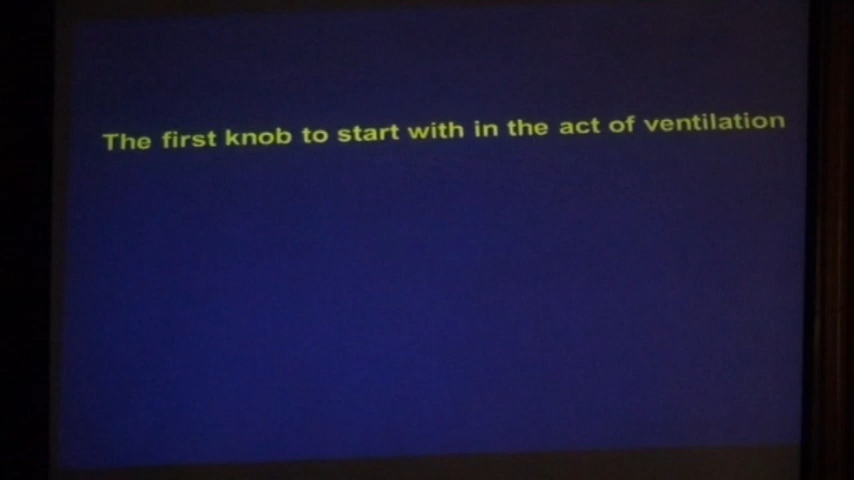 The first knob to start with in the act of ventilation